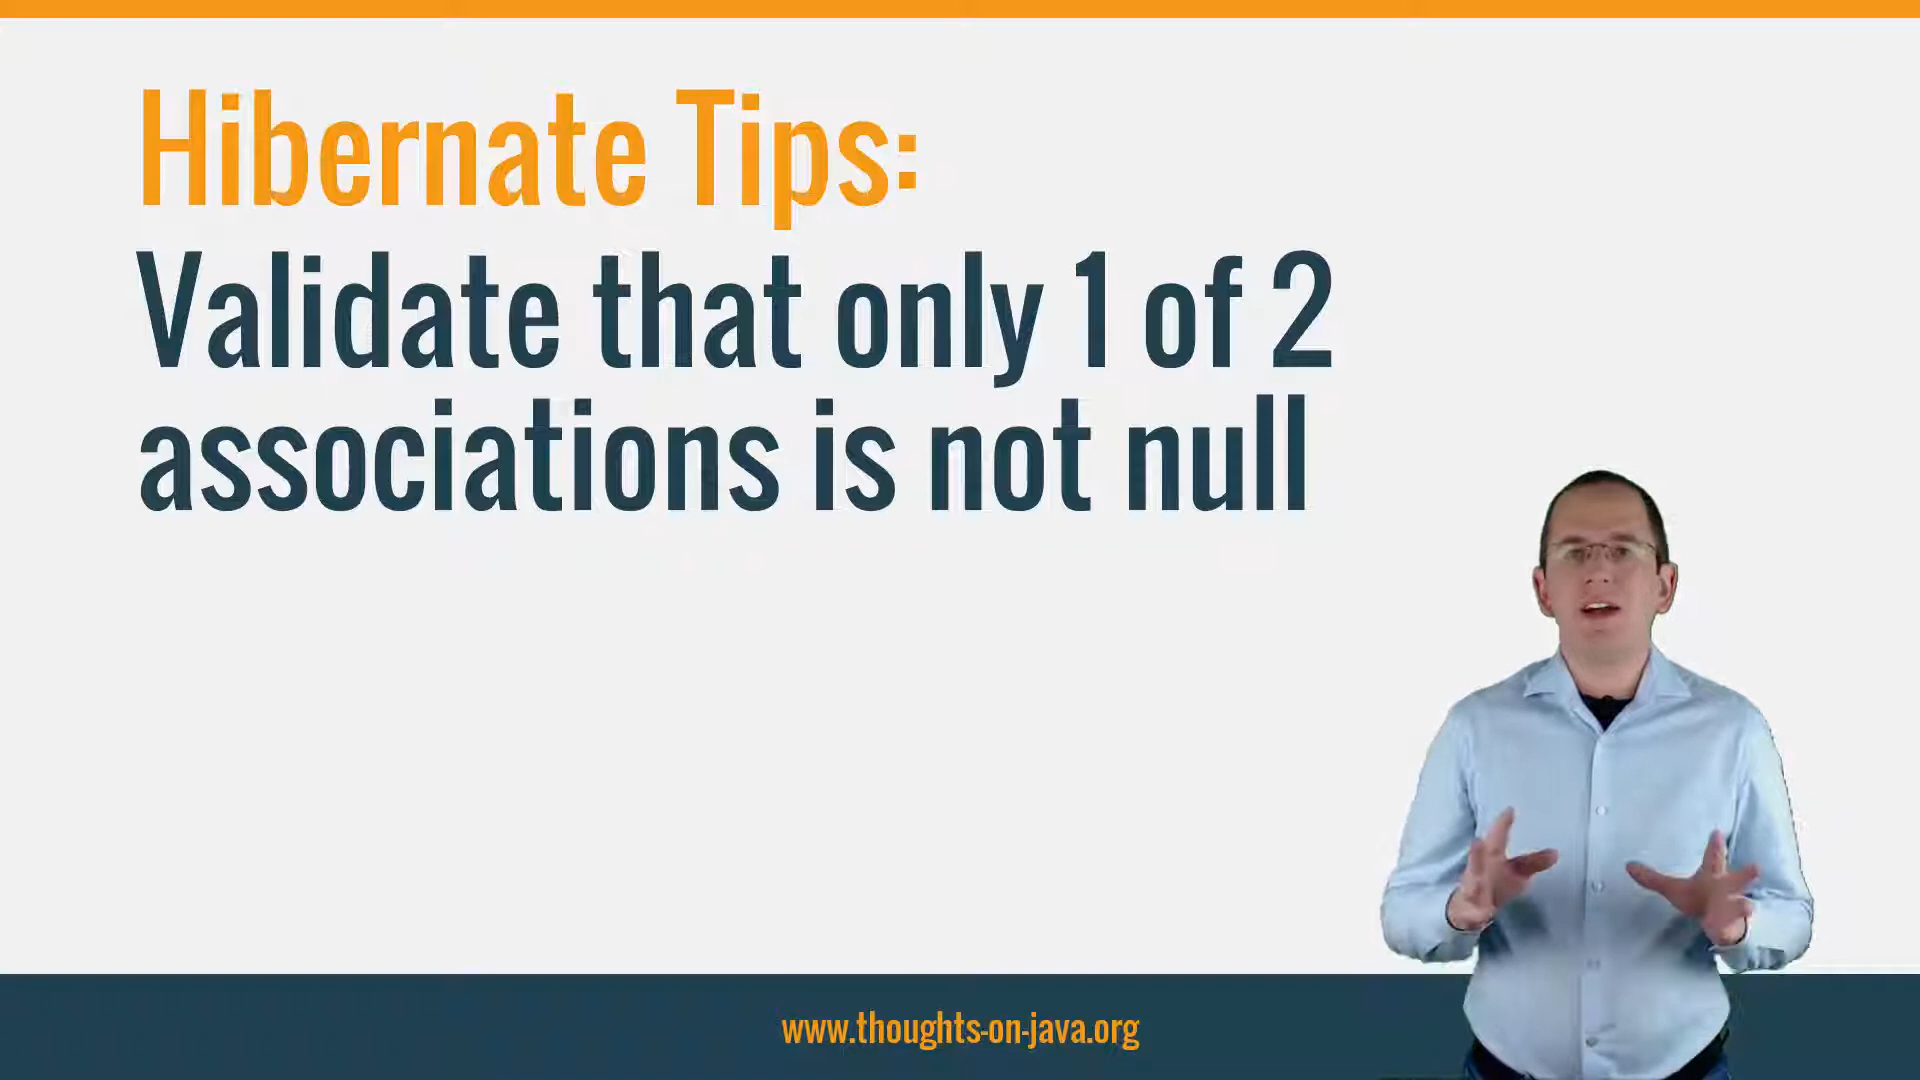 Hibernate Tips:
Validate that only 1 of 2
associations is not null
www.thoughts-on-java.org